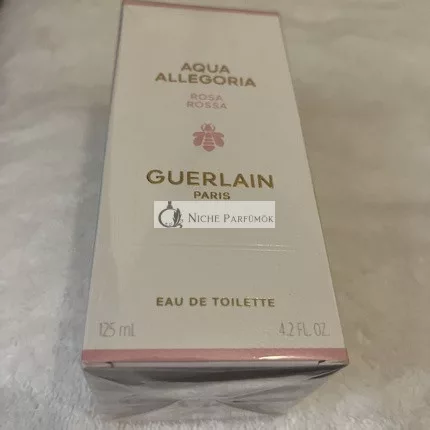 AQUA
ALLEGORIA
ROSA
ROSSA
GUERLAIN
PARIS
NICHE PARFÜMÖK
EAU DE TOILETTE
125 mL 4.2 FL. OZ.